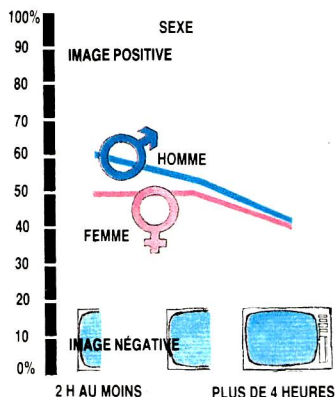 SEXE
100%
90
IMAGE POSITIVE
80
70
60
HOMME
50
40
FEMME
30
20
10
IMAGE NÉGATIVE
0%
2 H AU MOINS
PLUS DE 4 HEURES